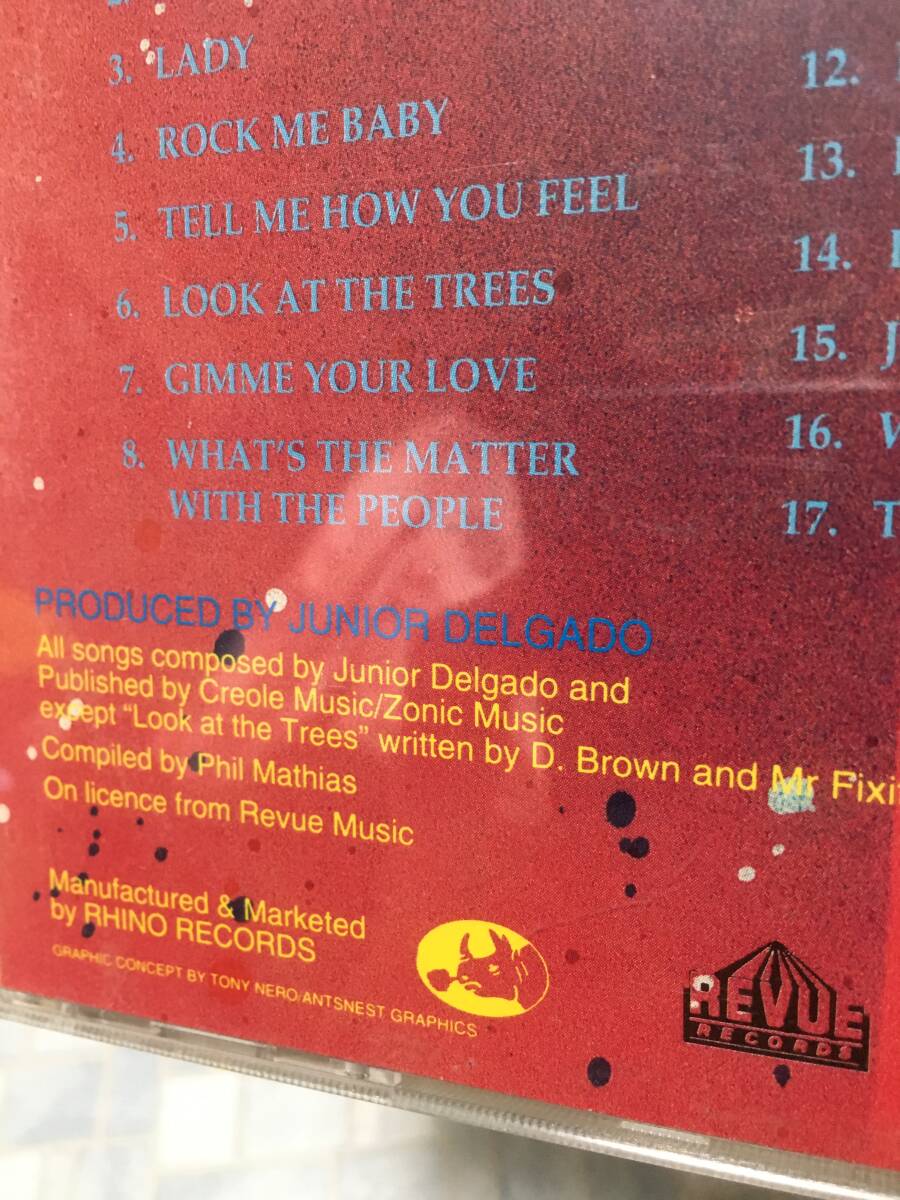 3. LADY
4. ROCK ME BABY
5. TELL ME HOW YOU FEEL
6. LOOK AT THE TREES
7. GIMME YOUR LOVE
8. WHAT'S THE MATTER
WITH THE PEOPLE
12.
13.
14.
15. J
16.
17. T
PRODUCED BY JUNIOR DELGADO
All songs composed by Junior Delgado and
Published by Creole Music/Zonic Music
except "Look at the Trees" written by D. Brown and Mr Fixi
Compiled by Phil Mathias
On licence from Revue Music
Manufactured & Marketed
by RHINO RECORDS
GRAPHIC CONCEPT BY TONY NERO/ANTSNEST GRAPHICS
REVUE
RECORDS